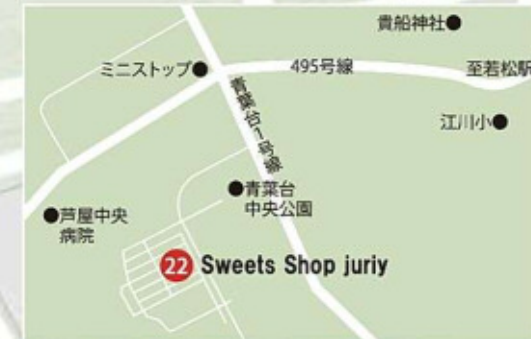 貴船神社
ミニストップ
495号線
至若松駅
青葉台1号線
江川小
青葉台
中央公園
芦屋中央
病院
22 Sweets Shop juriy